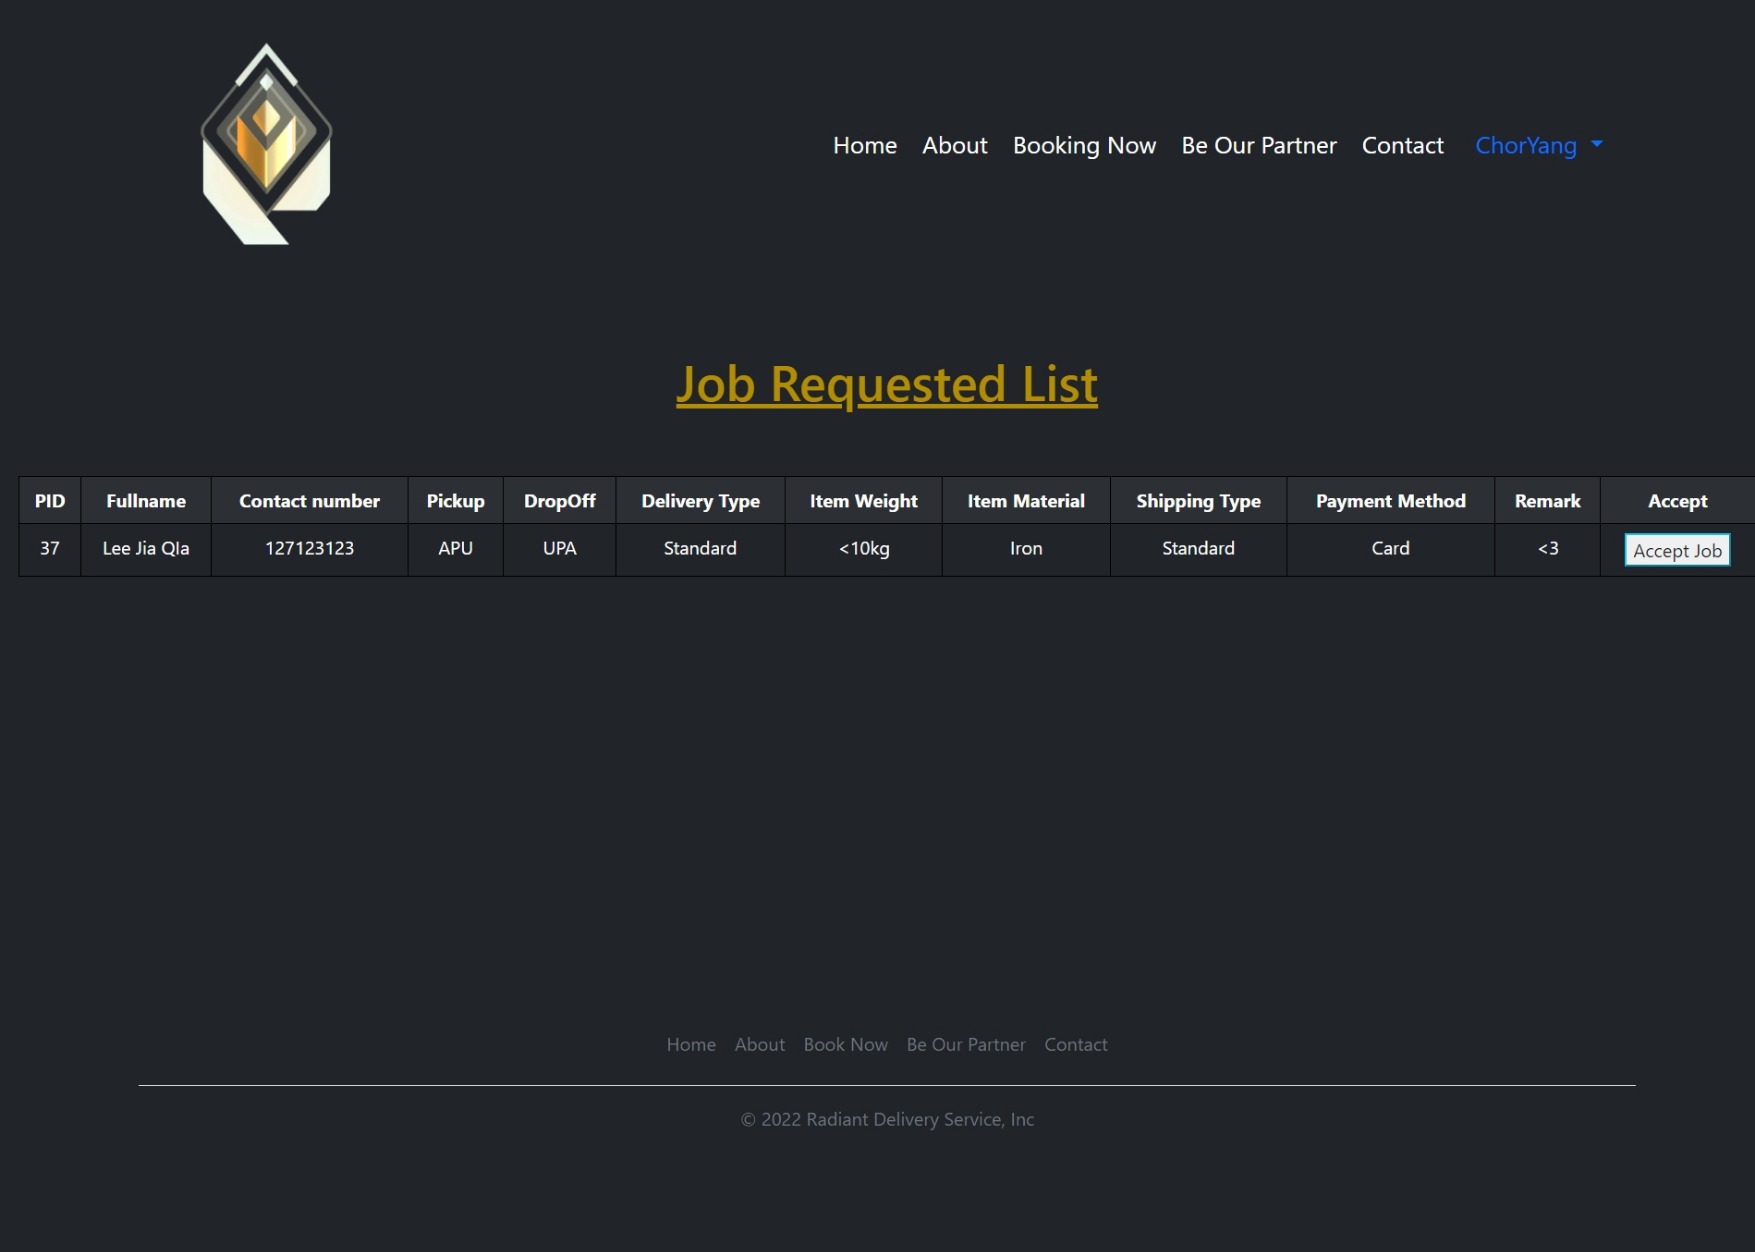 Home About Booking Now Be Our Partner Contact ChorYang
Job Requested List
PID Fullname Contact number Pickup DropOff Delivery Type Item Weight Item Material Shipping Type Payment Method Remark Accept
37 Lee Jia QIa 127123123 APU UPA Standard <10kg Iron Standard Card <3 Accept Job
Home About Book Now Be Our Partner Contact
© 2022 Radiant Delivery Service, Inc